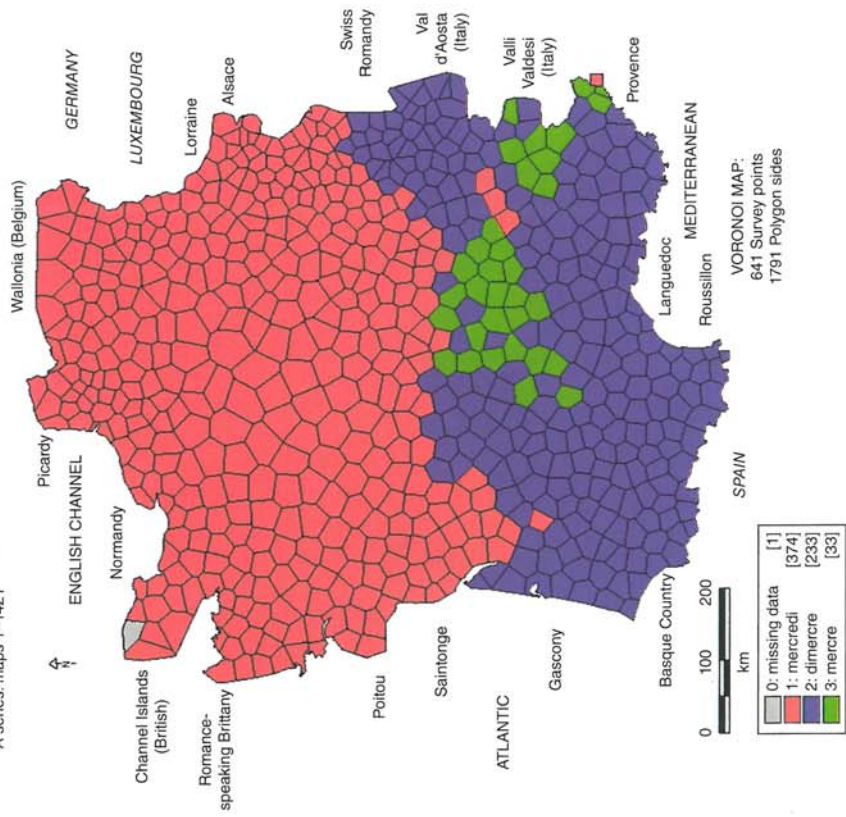 A series: maps 1–1421
Wallonia (Belgium)
Picardy
GERMANY
ENGLISH CHANNEL
LUXEMBOURG
Normandy
Lorraine
Alsace
N
Channel Islands
(British)
Romance-
speaking Brittany
Swiss
Romandy
Poitou
Val
d'Aosta
(Italy)
Saintonge
Valli
Valdesi
(Italy)
ATLANTIC
Gascony
Provence
Languedoc
MEDITERRANEAN
Basque Country
Roussillon
SPAIN
VORONOI MAP:
641 Survey points
1791 Polygon sides
0 100 200
km
0: missing data [1]
1: mercredi [374]
2: dimercre [233]
3: mercre [33]